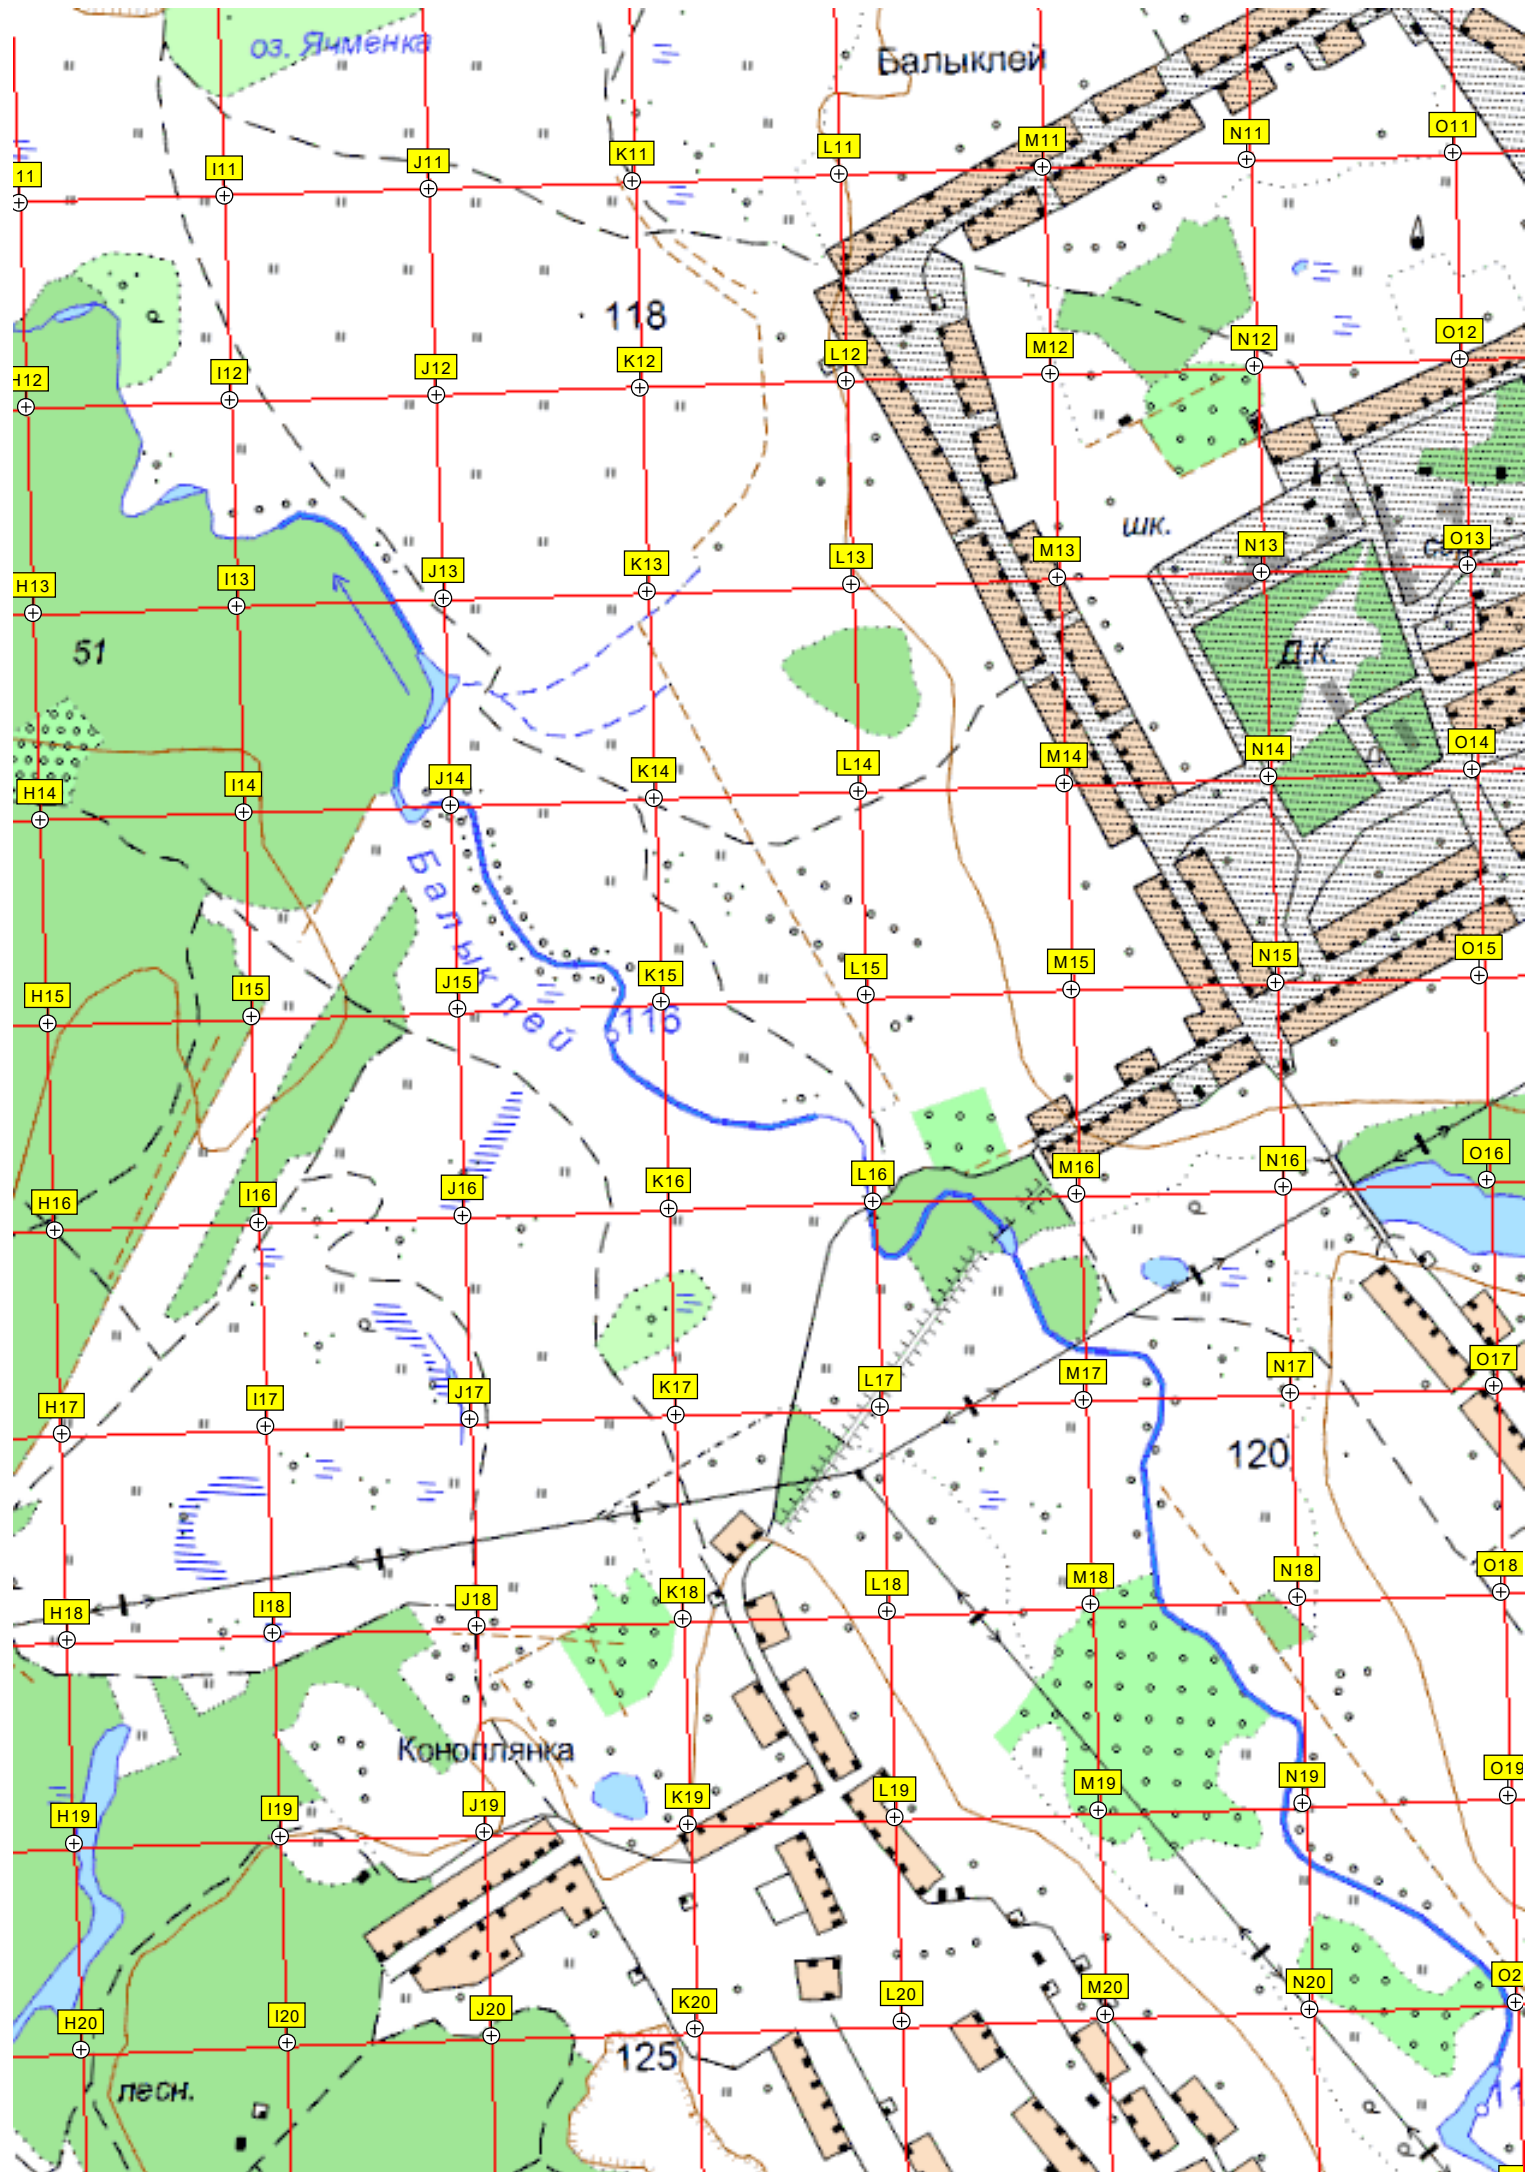 оз. Ячменка
Балыклей
11 I11 J11 K11 L11 M11 N11 O11
118
H12 I12 J12 K12 L12 M12 N12 O12
шк.
H13 I13 J13 K13 L13 M13 N13 O13
51
Д.К.
H14 I14 J14 K14 L14 M14 N14 O14
Балыклей
H15 I15 J15 K15 L15 M15 N15 O15
116
H16 I16 J16 K16 L16 M16 N16 O16
H17 I17 J17 K17 L17 M17 N17 O17
120
H18 I18 J18 K18 L18 M18 N18 O18
Коноплянка
H19 I19 J19 K19 L19 M19 N19 O19
H20 I20 J20 K20 L20 M20 N20 O2
125
лесн.